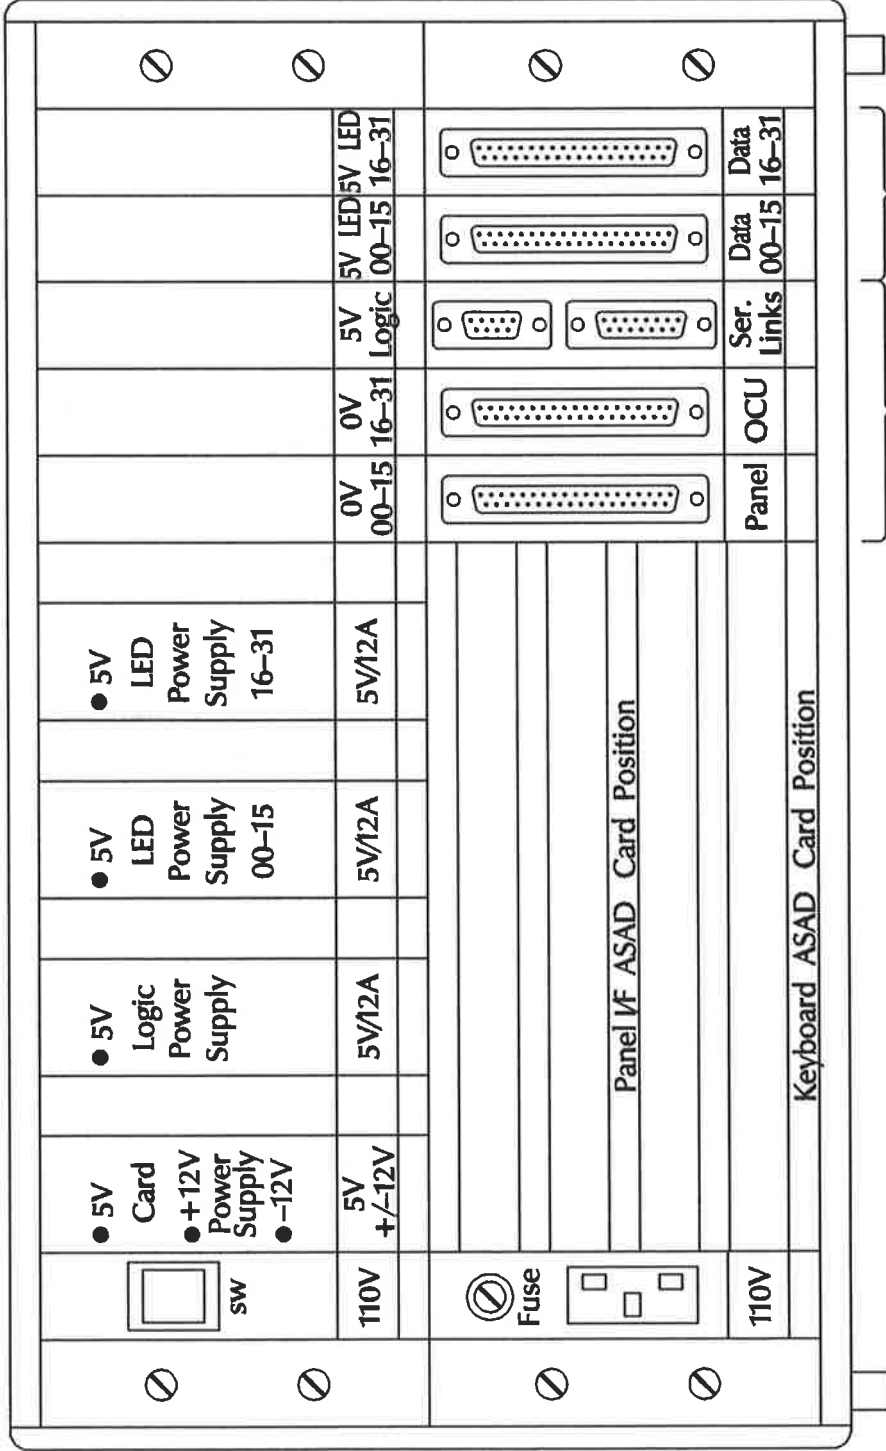 SW
● 5V
Card
● +12V
Power
Supply
● –12V
● 5V
Logic
Power
Supply
● 5V
LED
Power
Supply
00–15
● 5V
LED
Power
Supply
16–31
110V
5V
+/–12V
5V/12A
5V/12A
5V/12A
0V
00–15
0V
16–31
5V
Logic
5V LED
00–15
5V LED
16–31
Fuse
Panel I/F ASAD Card Position
110V
Panel
OCU
Ser.
Links
Data
00–15
Data
16–31
Keyboard ASAD Card Position